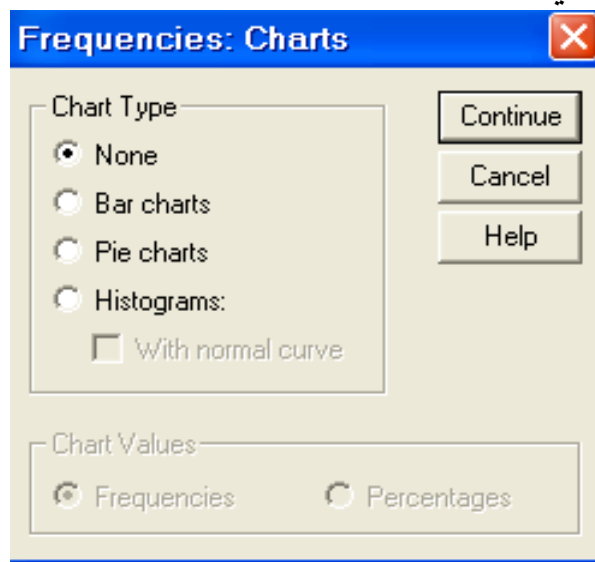 Frequencies: Charts
Chart Type
None
Bar charts
Pie charts
Histograms:
With normal curve
Continue
Cancel
Help
Chart Values
Frequencies Percentages